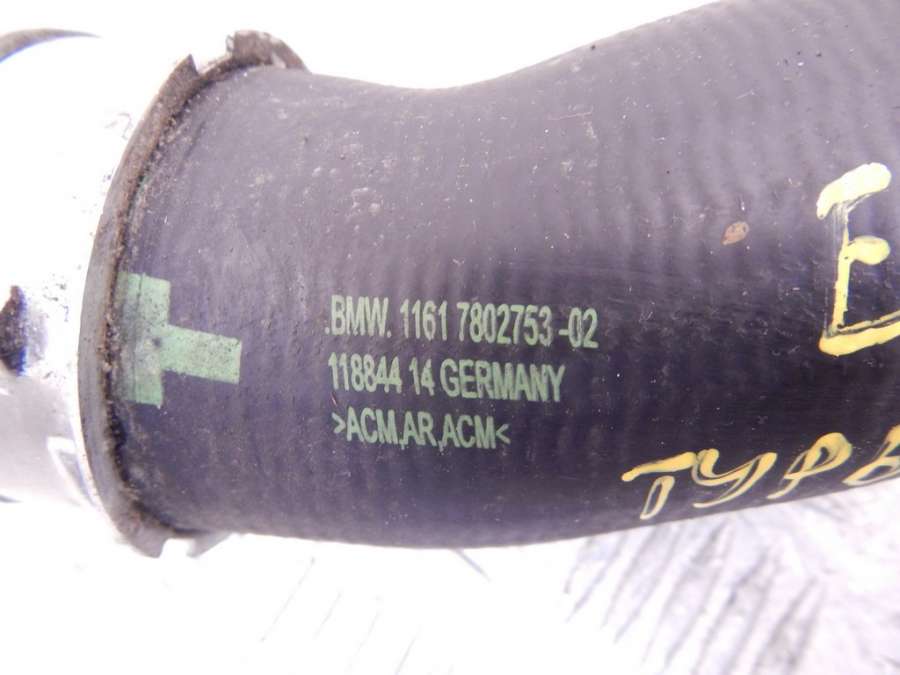 .BMW. 1161 7802753 -02
118844 14 GERMANY
>ACM,AR,ACM<